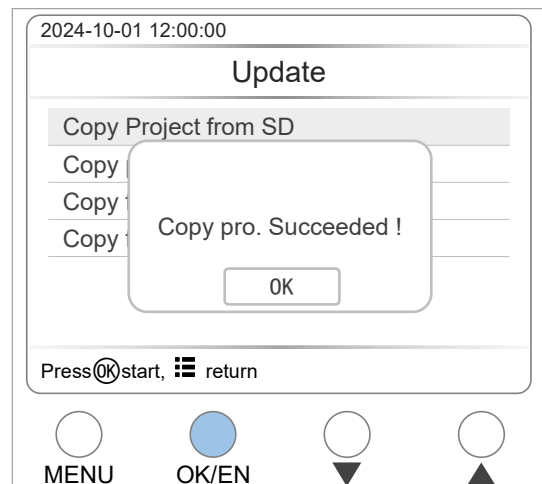 2024-10-01 12:00:00
Update
Copy Project from SD
Copy
Copy
Copy
Copy pro. Succeeded !
OK
Press OK start, return
MENU OK/EN